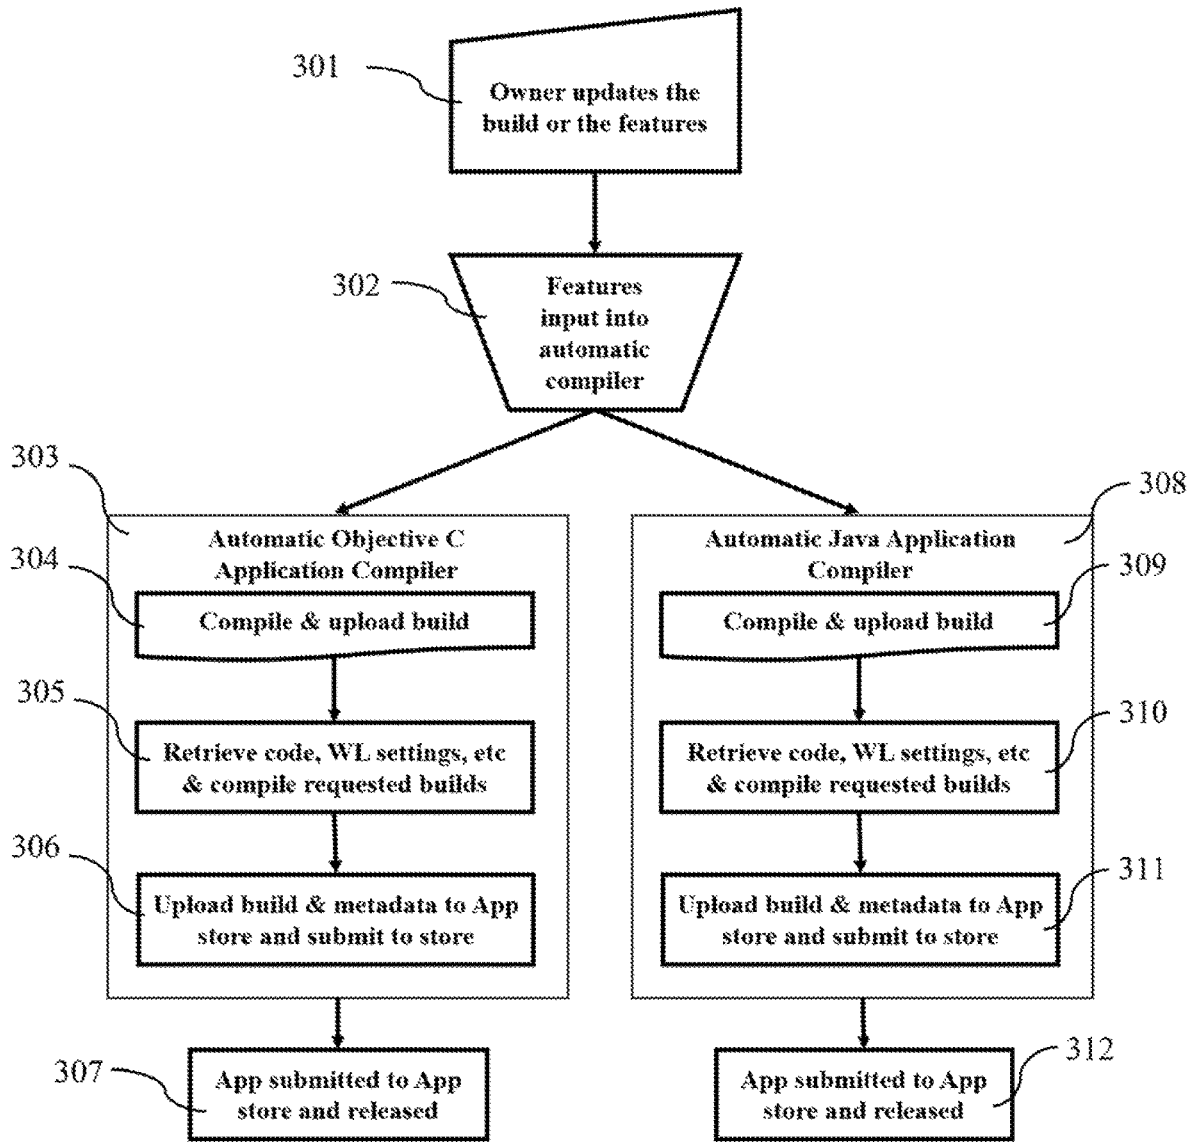 301
Owner updates the
build or the features
302
Features
input into
automatic
compiler
303
Automatic Objective C
Application Compiler
304
Compile & upload build
305
Retrieve code, WL settings, etc
& compile requested builds
306
Upload build & metadata to App
store and submit to store
307
App submitted to App
store and released
308
Automatic Java Application
Compiler
309
Compile & upload build
310
Retrieve code, WL settings, etc
& compile requested builds
311
Upload build & metadata to App
store and submit to store
312
App submitted to App
store and released